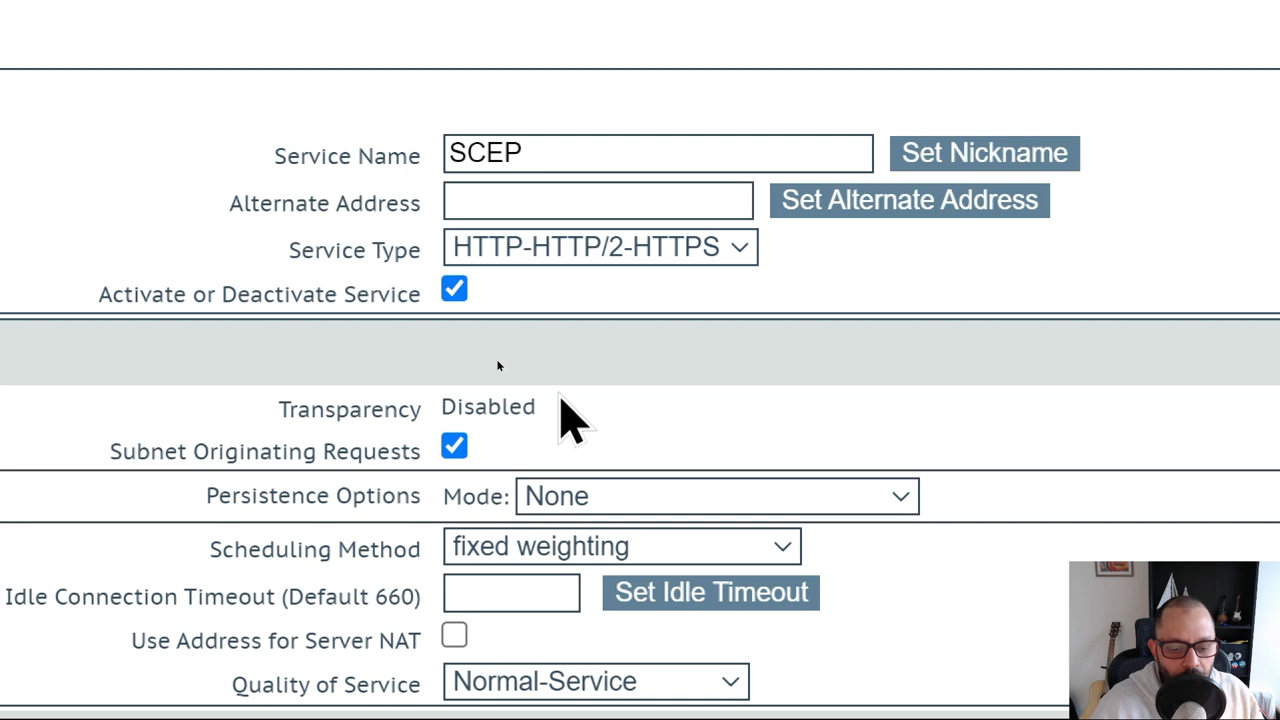 Service Name SCEP Set Nickname
Alternate Address Set Alternate Address
Service Type HTTP-HTTP/2-HTTPS
Activate or Deactivate Service
Transparency Disabled
Subnet Originating Requests
Persistence Options Mode: None
Scheduling Method fixed weighting
Idle Connection Timeout (Default 660) Set Idle Timeout
Use Address for Server NAT
Quality of Service Normal-Service